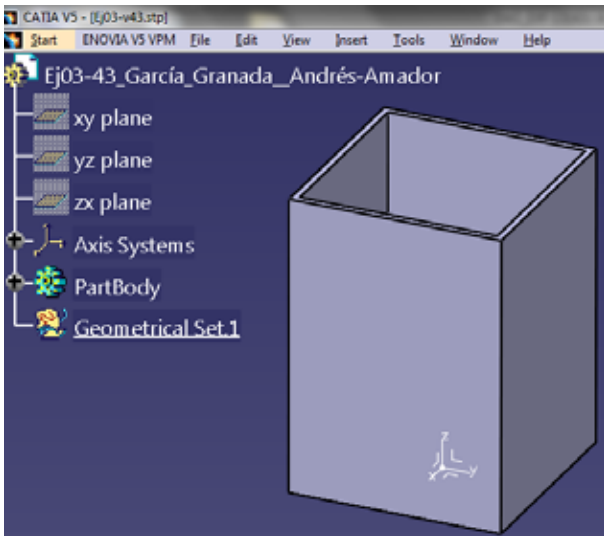 CATIA V5 - [Ej03-v43.stp]
Start ENOVIA V5 VPM File Edit View Insert Tools Window Help
Ej03-43_García_Granada__Andrés-Amador
xy plane
yz plane
zx plane
Axis Systems
PartBody
Geometrical Set.1
z
x y